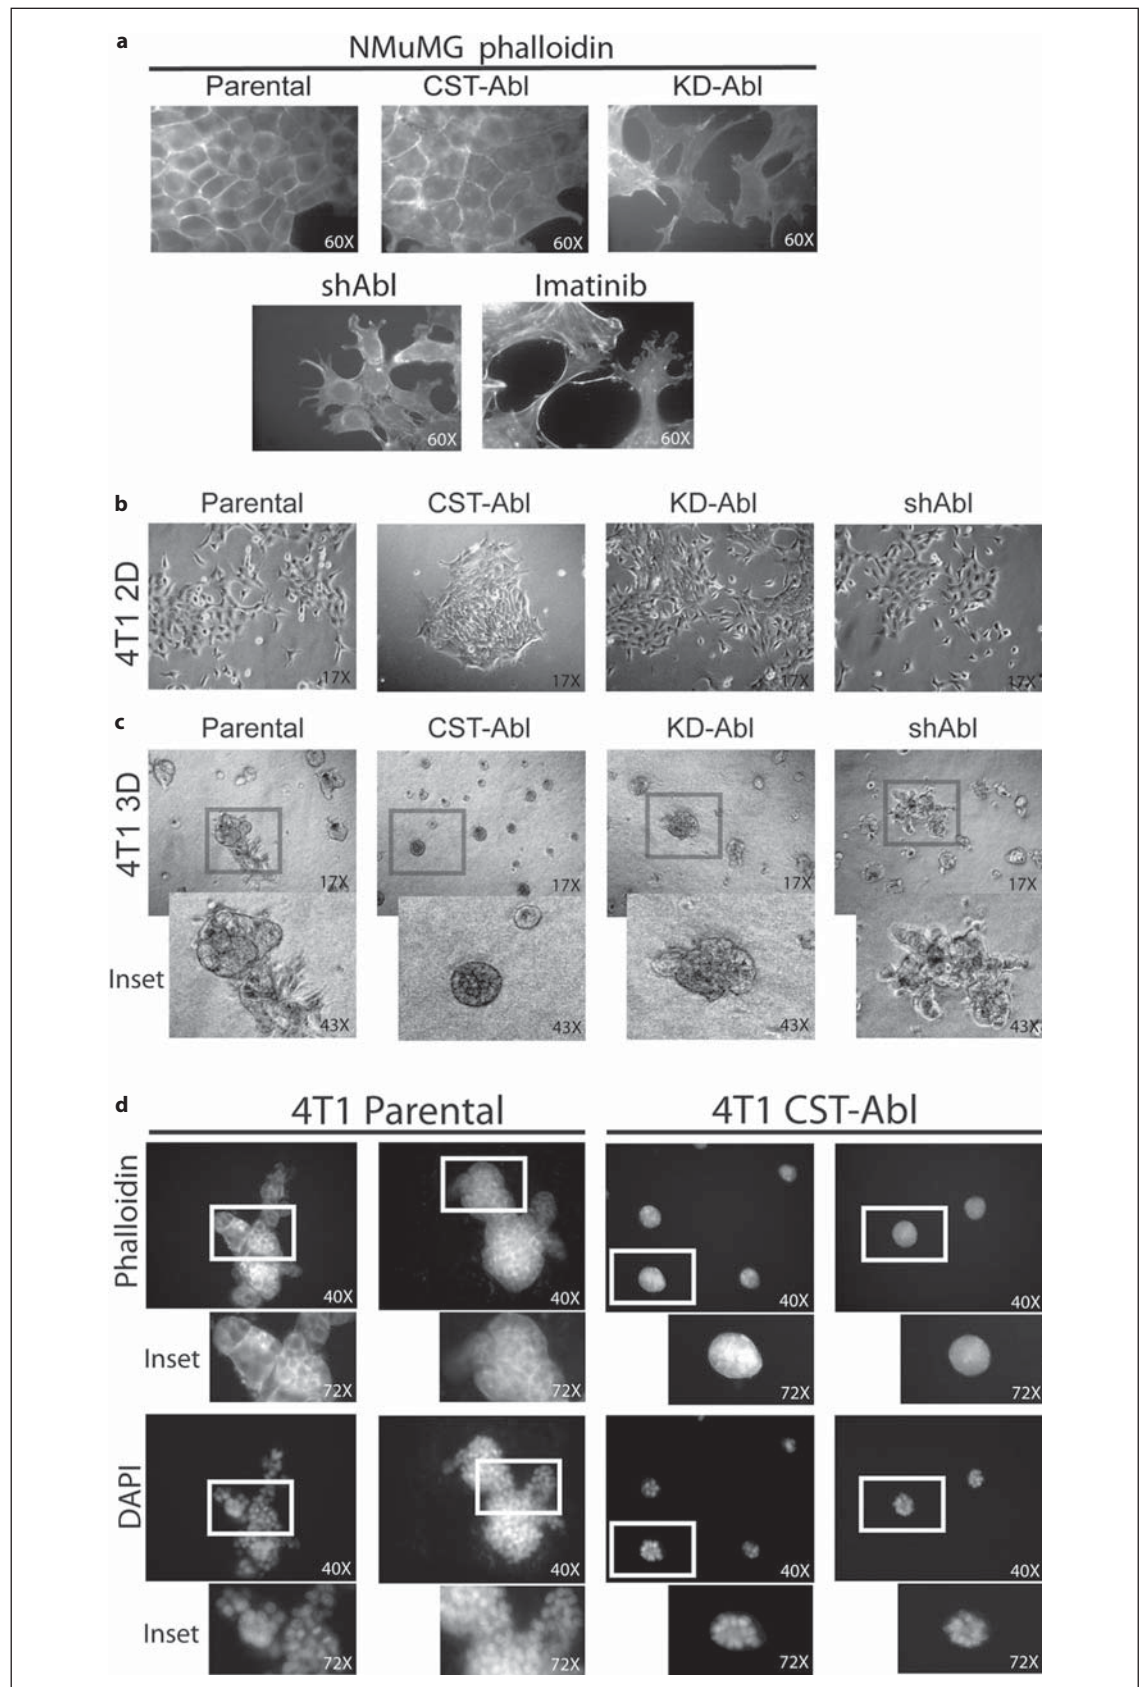 a
NMuMG phalloidin
Parental CST-Abl KD-Abl
60X 60X 60X
shAbl Imatinib
60X 60X
b
Parental CST-Abl KD-Abl shAbl
4T1 2D
17X 17X 17X 17X
c
Parental CST-Abl KD-Abl shAbl
4T1 3D
17X 17X 17X 17X
Inset
43X 43X 43X 43X
d
4T1 Parental 4T1 CST-Abl
Phalloidin
40X 40X 40X 40X
Inset
72X 72X 72X 72X
DAPI
40X 40X 40X 40X
Inset
72X 72X 72X 72X